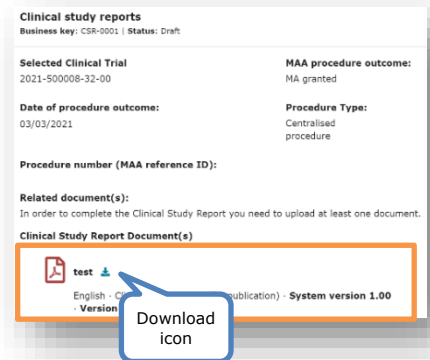 Clinical study reports
Business key: CSR-0001 | Status: Draft
Selected Clinical Trial
2021-500008-32-00
MAA procedure outcome:
MA granted
Date of procedure outcome:
03/03/2021
Procedure Type:
Centralised
procedure
Procedure number (MAA reference ID):
Related document(s):
In order to complete the Clinical Study Report you need to upload at least one document.
Clinical Study Report Document(s)
test
English · publication) · System version 1.00
· Version
Download
icon